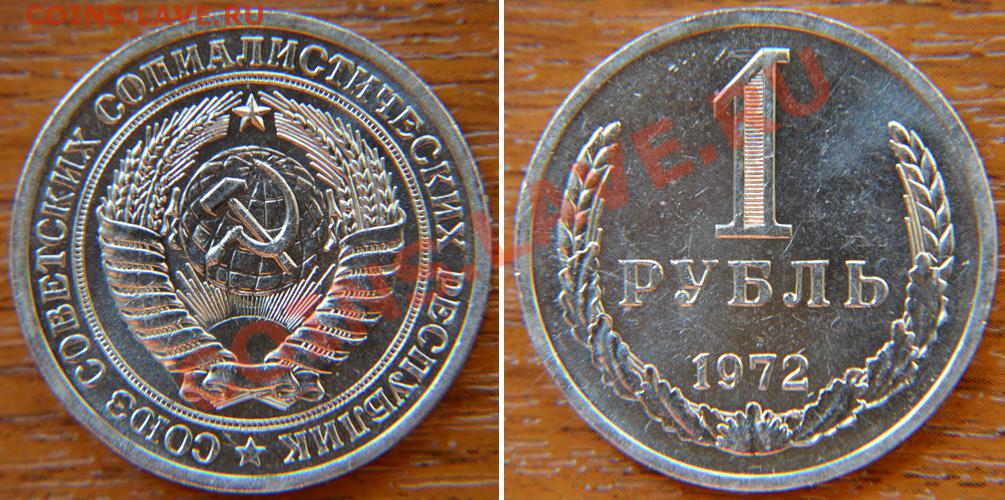 COINS.LAVE.RU
СОЮЗ СОВЕТСКИХ СОЦИАЛИСТИЧЕСКИХ РЕСПУБЛИК
1
РУБЛЬ
1972